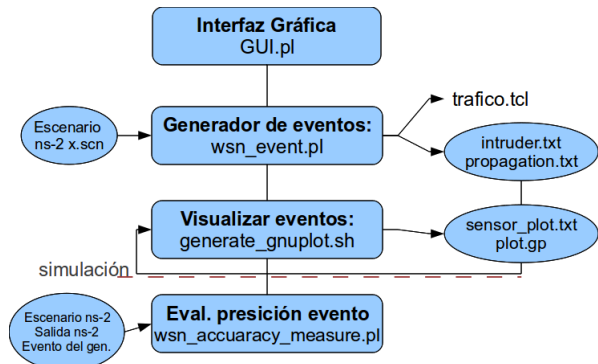 Interfaz Gráfica
GUI.pl
trafico.tcl
Escenario
ns-2 x.scn
Generador de eventos:
wsn_event.pl
intruder.txt
propagation.txt
Visualizar eventos:
generate_gnuplot.sh
sensor_plot.txt
plot.gp
simulación
Escenario ns-2
Salida ns-2
Evento del gen.
Eval. presición evento
wsn_accuaracy_measure.pl